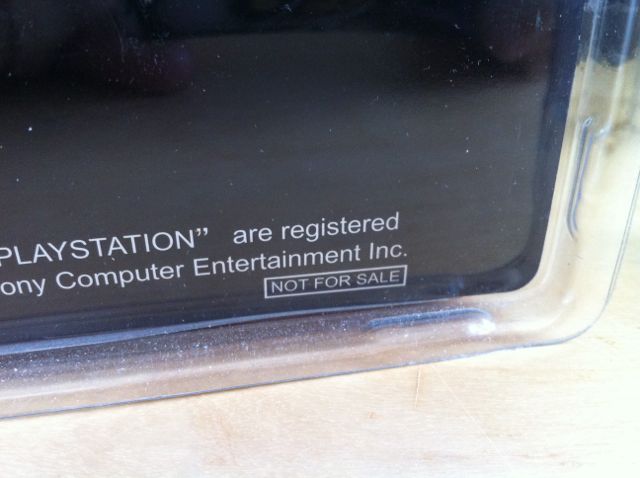 PLAYSTATION” are registered
ony Computer Entertainment Inc.
NOT FOR SALE